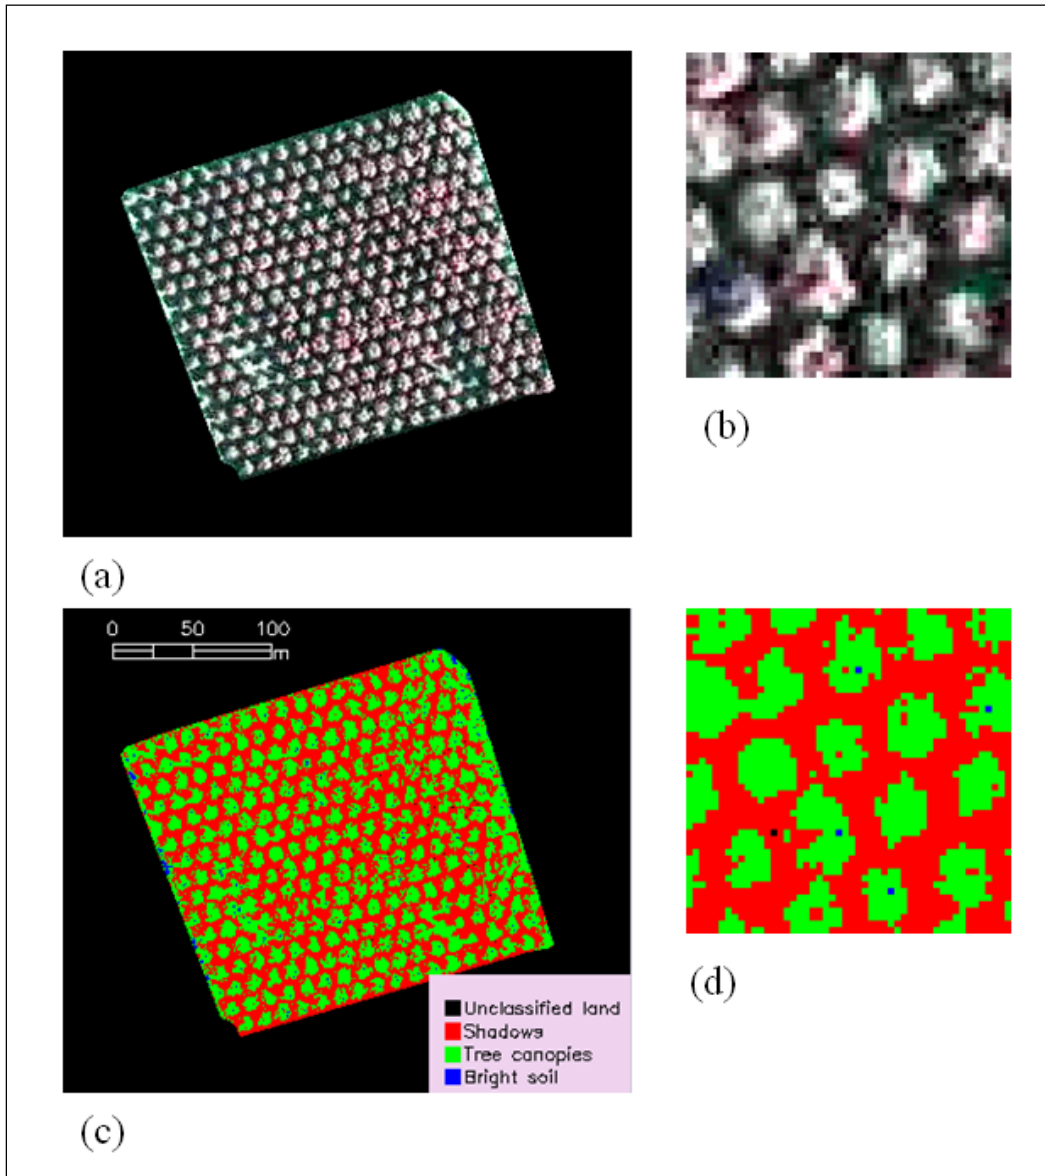 (a)
(b)
0 50 100
m
Unclassified land
Shadows
Tree canopies
Bright soil
(c)
(d)